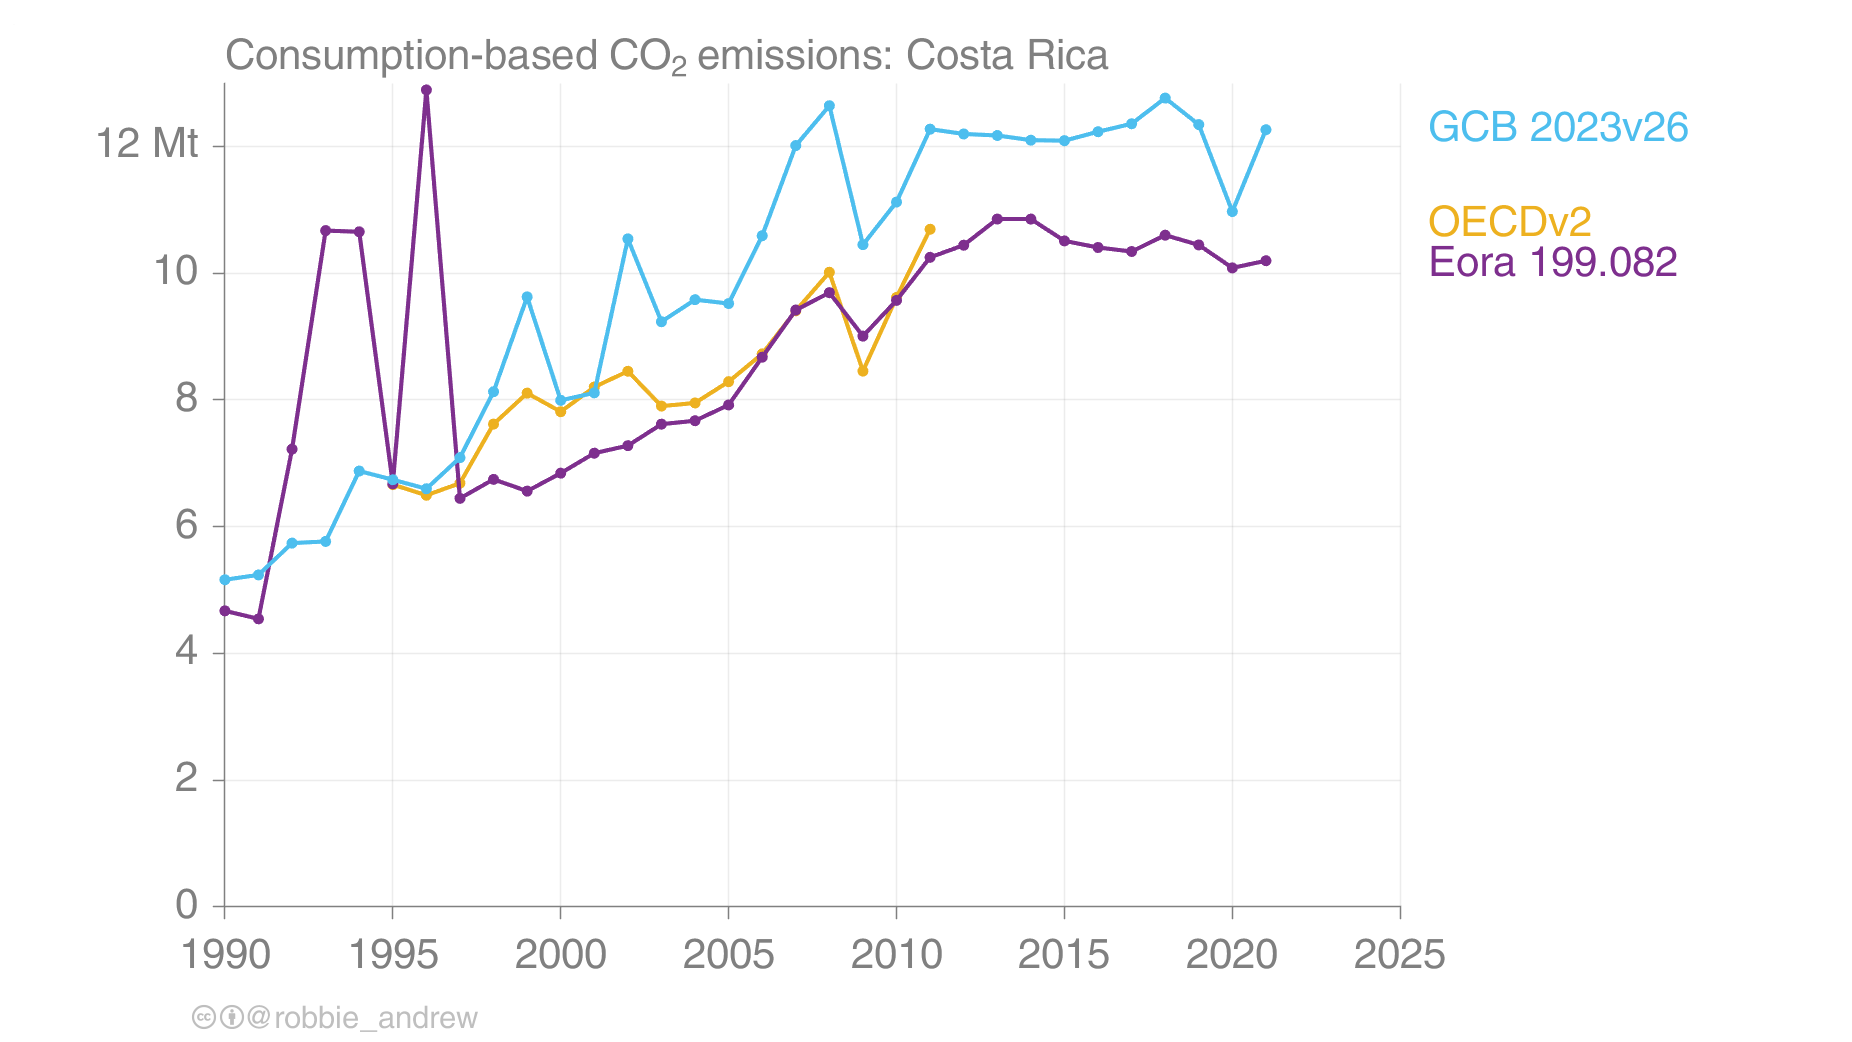 Consumption-based CO₂ emissions: Costa Rica
12 Mt
10
8
6
4
2
0
1990 1995 2000 2005 2010 2015 2020 2025
GCB 2023v26
OECDv2
Eora 199.082
cc @robbie_andrew